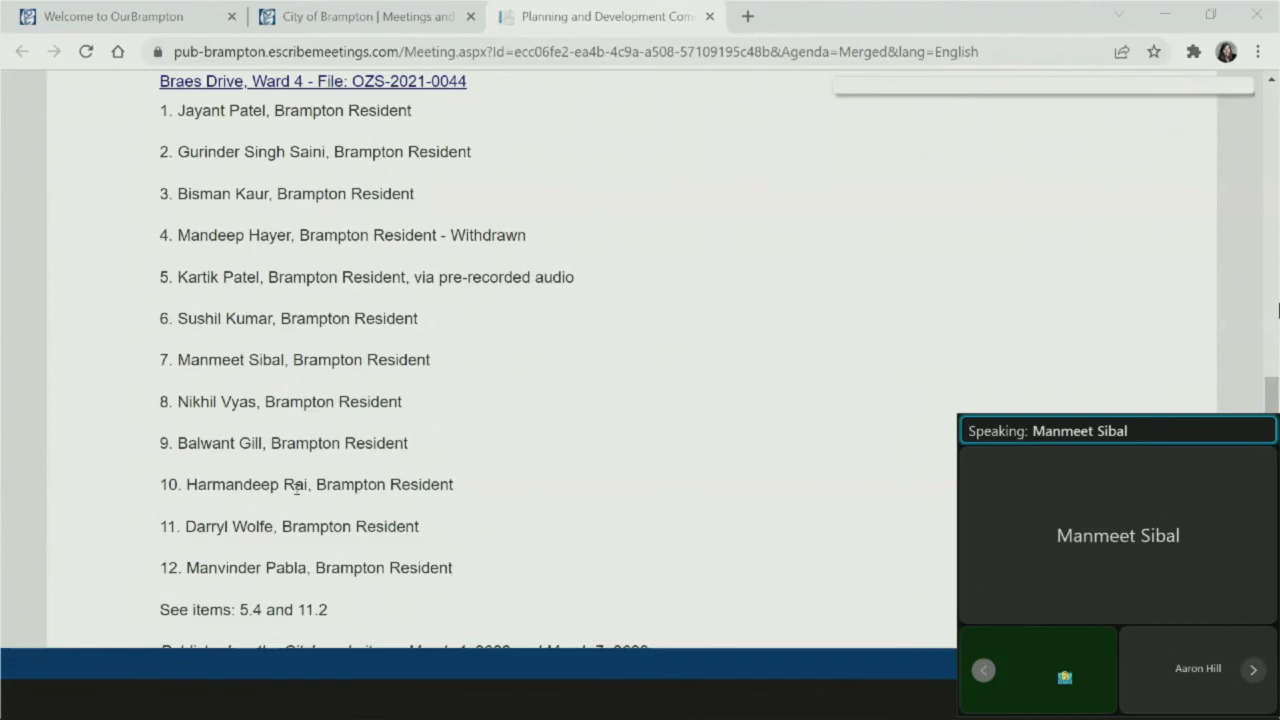 Welcome to OurBrampton
City of Brampton | Meetings and
Planning and Development Com
pub-brampton.escribemeetings.com/Meeting.aspx?Id=ecc06fe2-ea4b-4c9a-a508-57109195c48b&Agenda=Merged&lang=English
Braes Drive, Ward 4 - File: OZS-2021-0044
1. Jayant Patel, Brampton Resident
2. Gurinder Singh Saini, Brampton Resident
3. Bisman Kaur, Brampton Resident
4. Mandeep Hayer, Brampton Resident - Withdrawn
5. Kartik Patel, Brampton Resident, via pre-recorded audio
6. Sushil Kumar, Brampton Resident
7. Manmeet Sibal, Brampton Resident
8. Nikhil Vyas, Brampton Resident
9. Balwant Gill, Brampton Resident
10. Harmandeep Rai, Brampton Resident
11. Darryl Wolfe, Brampton Resident
12. Manvinder Pabla, Brampton Resident
See items: 5.4 and 11.2
Speaking: Manmeet Sibal
Manmeet Sibal
Aaron Hill